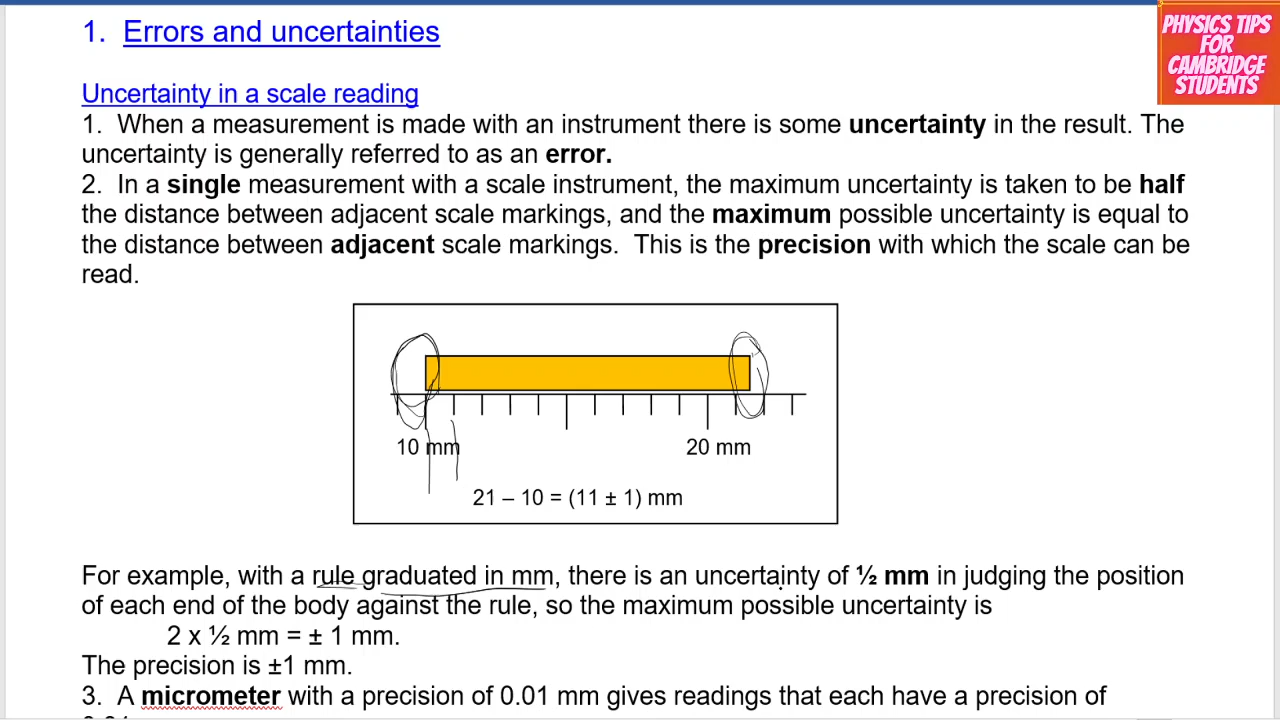 1. Errors and uncertainties
PHYSICS TIPS
FOR
CAMBRIDGE
STUDENTS
Uncertainty in a scale reading
1. When a measurement is made with an instrument there is some uncertainty in the result. The
uncertainty is generally referred to as an error.
2. In a single measurement with a scale instrument, the maximum uncertainty is taken to be half
the distance between adjacent scale markings, and the maximum possible uncertainty is equal to
the distance between adjacent scale markings. This is the precision with which the scale can be
read.
10 mm 20 mm
21 – 10 = (11 ± 1) mm
For example, with a rule graduated in mm, there is an uncertainty of ½ mm in judging the position
of each end of the body against the rule, so the maximum possible uncertainty is
2 x ½ mm = ± 1 mm.
The precision is ±1 mm.
3. A micrometer with a precision of 0.01 mm gives readings that each have a precision of